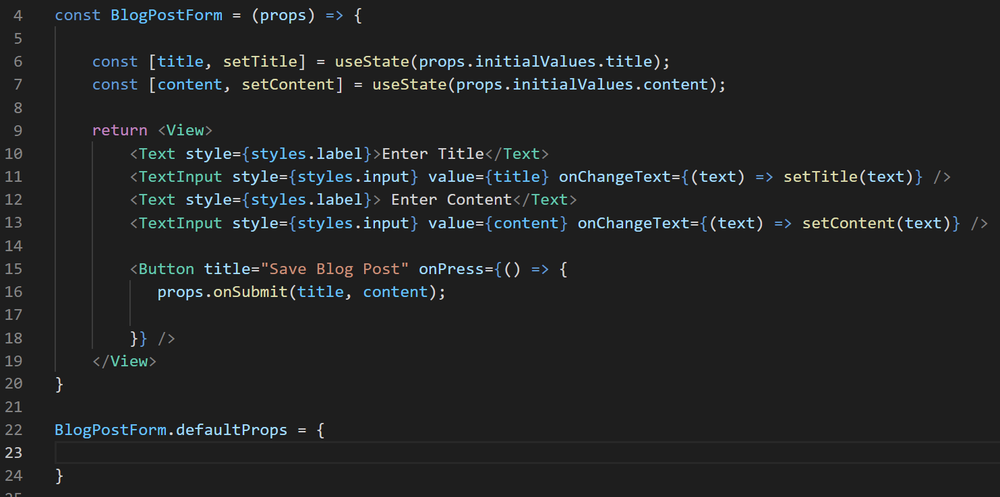 4 const BlogPostForm = (props) => {
5
6 const [title, setTitle] = useState(props.initialValues.title);
7 const [content, setContent] = useState(props.initialValues.content);
8
9 return <View>
10 <Text style={styles.label}>Enter Title</Text>
11 <TextInput style={styles.input} value={title} onChangeText={(text) => setTitle(text)} />
12 <Text style={styles.label}> Enter Content</Text>
13 <TextInput style={styles.input} value={content} onChangeText={(text) => setContent(text)} />
14
15 <Button title="Save Blog Post" onPress={() => {
16 props.onSubmit(title, content);
17
18 }} />
19 </View>
20 }
21
22 BlogPostForm.defaultProps = {
23
24 }